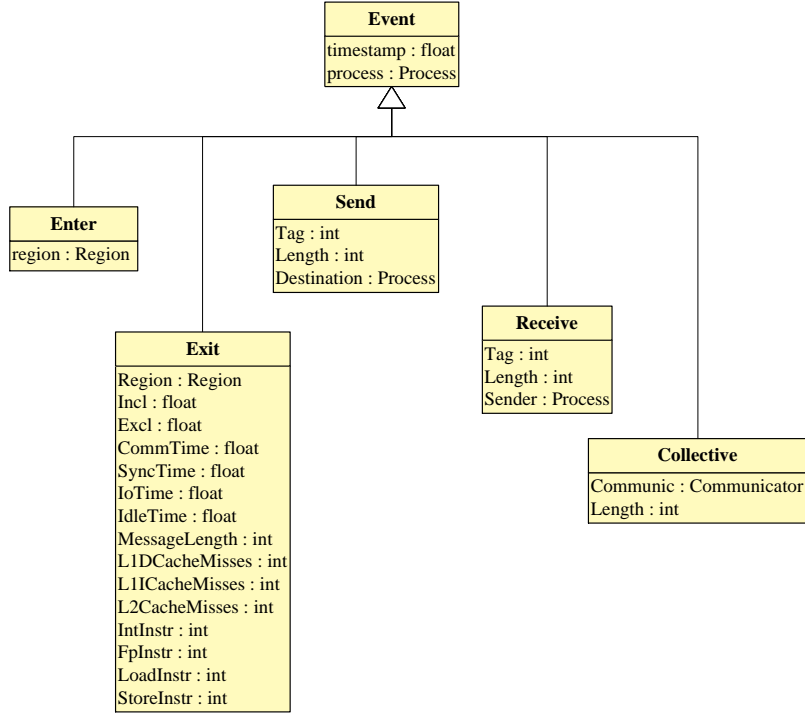 Event
timestamp : float
process : Process
Enter
region : Region
Send
Tag : int
Length : int
Destination : Process
Receive
Tag : int
Length : int
Sender : Process
Exit
Region : Region
Incl : float
Excl : float
CommTime : float
SyncTime : float
IoTime : float
IdleTime : float
MessageLength : int
L1DCacheMisses : int
L1ICacheMisses : int
L2CacheMisses : int
IntInstr : int
FpInstr : int
LoadInstr : int
StoreInstr : int
Collective
Communic : Communicator
Length : int